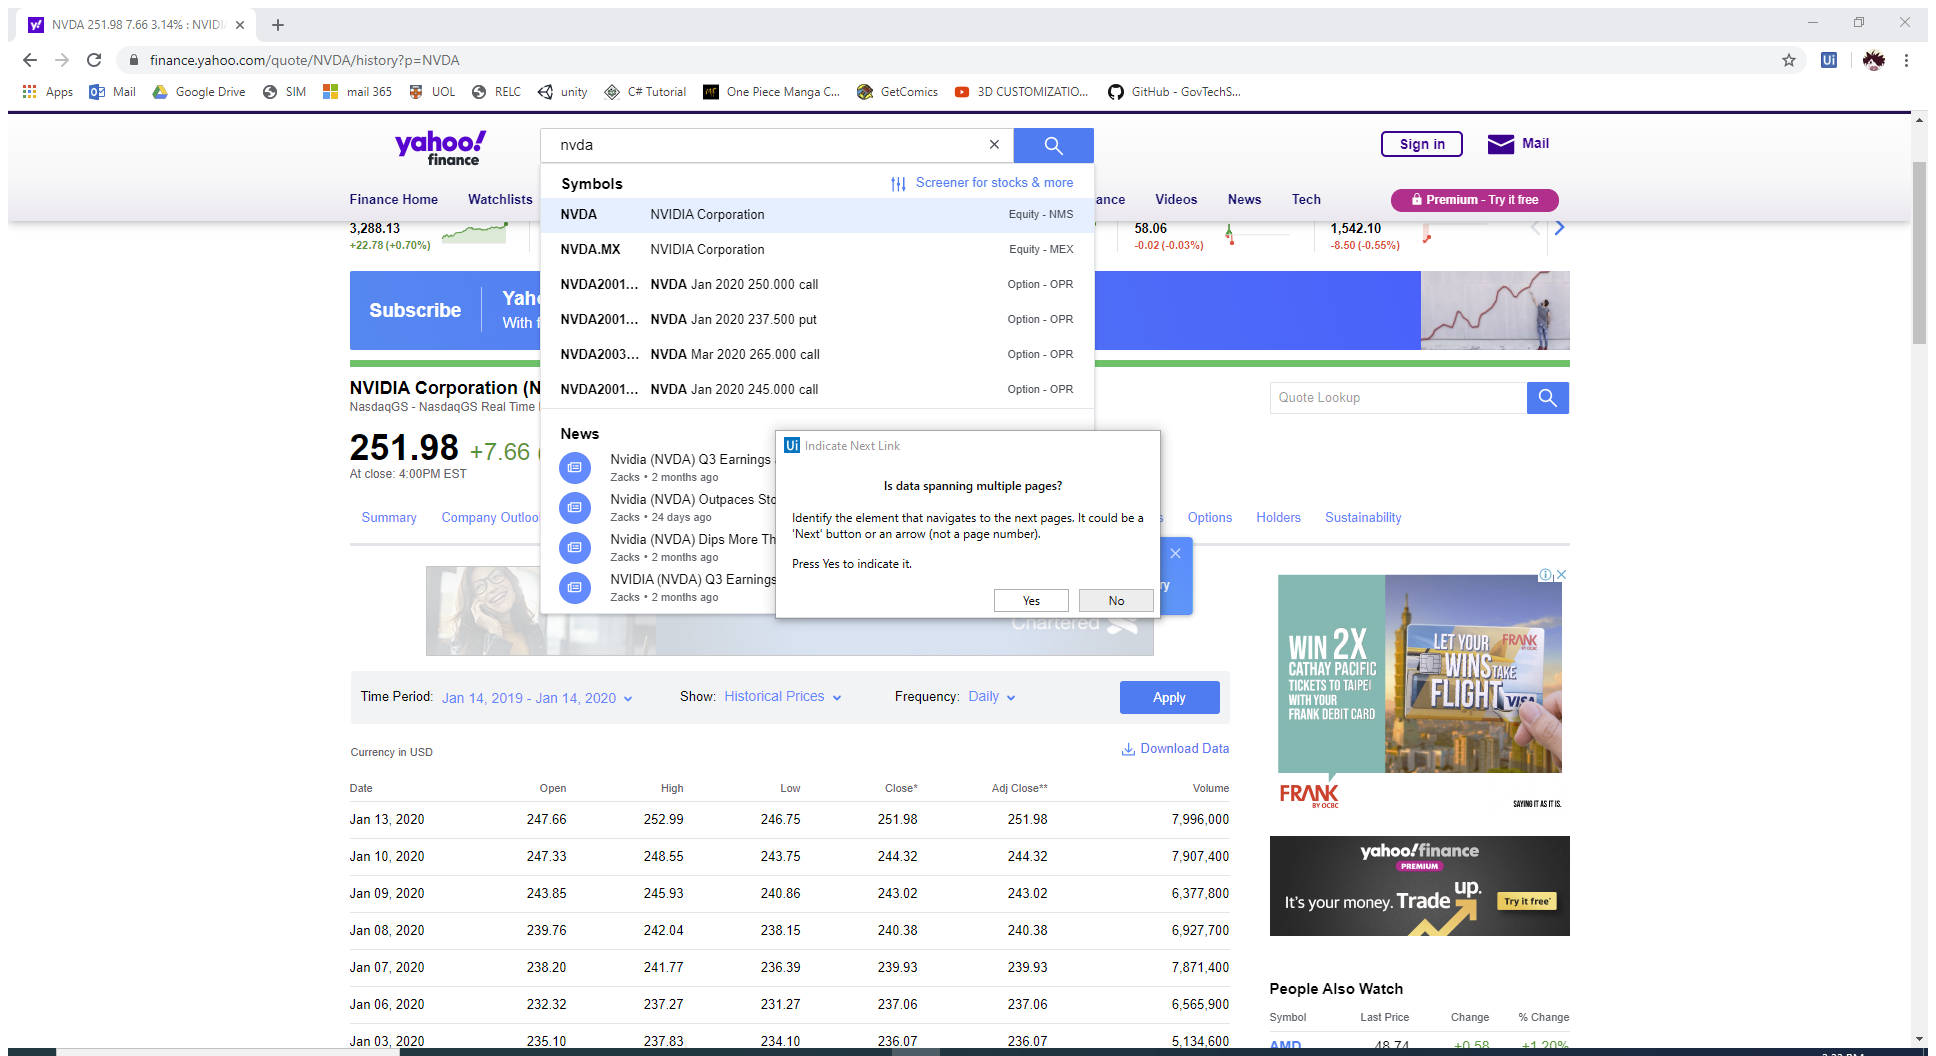 NVDA 251.98 7.66 3.14% : NVIDI
finance.yahoo.com/quote/NVDA/history?p=NVDA
Apps Mail Google Drive SIM mail 365 UOL RELC unity C# Tutorial One Piece Manga C... GetComics 3D CUSTOMIZATIO... GitHub - GovTechS...
yahoo!
finance
nvda
Sign in
Mail
Finance Home Watchlists
ance Videos News Tech
Premium - Try it free
Symbols
Screener for stocks & more
NVDA NVIDIA Corporation Equity - NMS
NVDA.MX NVIDIA Corporation Equity - MEX
NVDA2001... NVDA Jan 2020 250.000 call Option - OPR
NVDA2001... NVDA Jan 2020 237.500 put Option - OPR
NVDA2003... NVDA Mar 2020 265.000 call Option - OPR
NVDA2001... NVDA Jan 2020 245.000 call Option - OPR
3,288.13
+22.78 (+0.70%)
58.06
-0.02 (-0.03%)
1,542.10
-8.50 (-0.55%)
Subscribe
Yaho
With f
NVIDIA Corporation (N
NasdaqGS - NasdaqGS Real Time
Quote Lookup
251.98 +7.66
At close: 4:00PM EST
News
Nvidia (NVDA) Q3 Earnings
Zacks • 2 months ago
Nvidia (NVDA) Outpaces Sto
Zacks • 24 days ago
Nvidia (NVDA) Dips More Th
Zacks • 2 months ago
NVIDIA (NVDA) Q3 Earnings
Zacks • 2 months ago
Ui Indicate Next Link
Is data spanning multiple pages?
Identify the element that navigates to the next pages. It could be a
'Next' button or an arrow (not a page number).
Press Yes to indicate it.
Yes No
Summary Company Outloo
s Options Holders Sustainability
ry
Chartered
WIN 2X
CATHAY PACIFIC
TICKETS TO TAIPEI
WITH YOUR
FRANK DEBIT CARD
LET YOUR
WINS TAKE
FLIGHT
FRANK
BY OCBC
VISA
FRANK
BY OCBC
SAYING IT AS IT IS.
Time Period: Jan 14, 2019 - Jan 14, 2020 Show: Historical Prices Frequency: Daily Apply
Currency in USD
Download Data
Date Open High Low Close* Adj Close** Volume
Jan 13, 2020 247.66 252.99 246.75 251.98 251.98 7,996,000
Jan 10, 2020 247.33 248.55 243.75 244.32 244.32 7,907,400
Jan 09, 2020 243.85 245.93 240.86 243.02 243.02 6,377,800
Jan 08, 2020 239.76 242.04 238.15 240.38 240.38 6,927,700
Jan 07, 2020 238.20 241.77 236.39 239.93 239.93 7,871,400
Jan 06, 2020 232.32 237.27 231.27 237.06 237.06 6,565,900
Jan 03, 2020 235.10 237.83 234.10 236.07 236.07 5,134,600
yahoo!finance
PREMIUM
It's your money. Trade up.
Try it free*
People Also Watch
Symbol Last Price Change % Change
AMD 48.74 +0.58 +1.20%